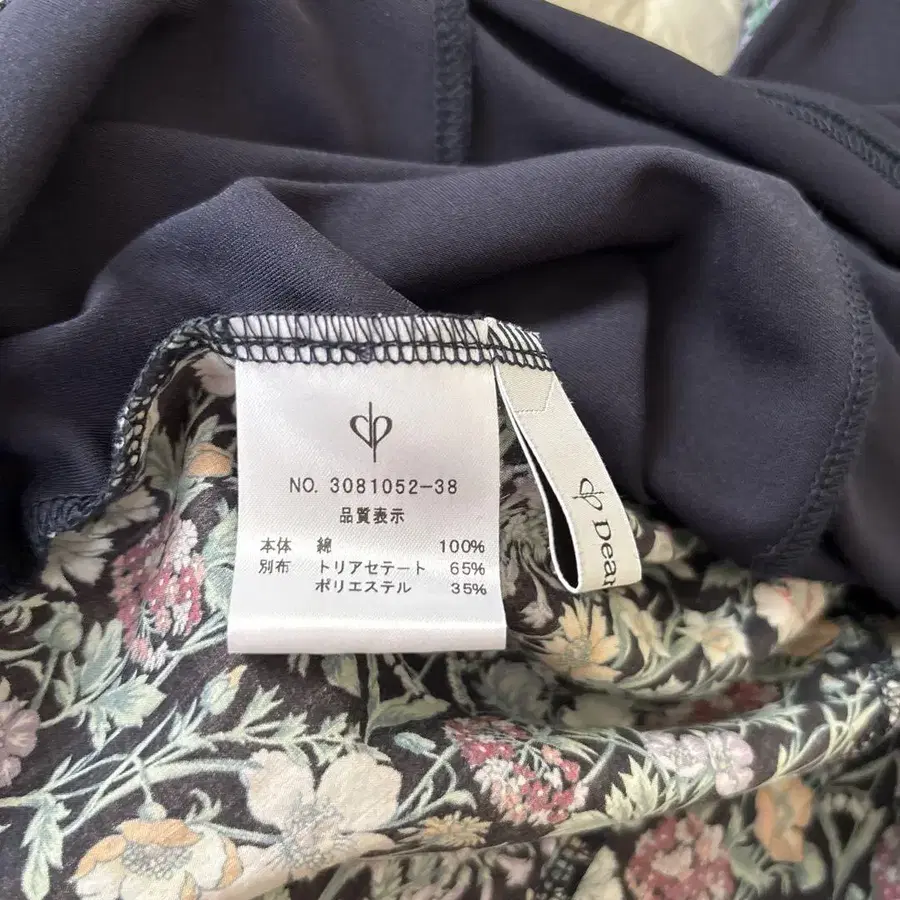 NO. 3081052-38
品質表示
本体 綿 100%
別布 トリアセテート 65%
ポリエステル 35%
Dear